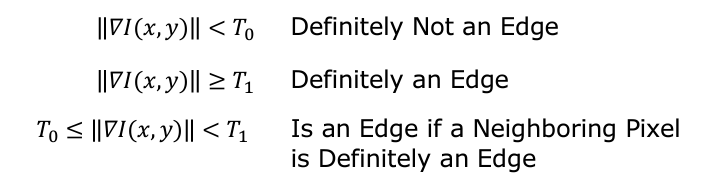 ‖∇I(x, y)‖ < T₀ Definitely Not an Edge
‖∇I(x, y)‖ ≥ T₁ Definitely an Edge
T₀ ≤ ‖∇I(x, y)‖ < T₁ Is an Edge if a Neighboring Pixel
is Definitely an Edge